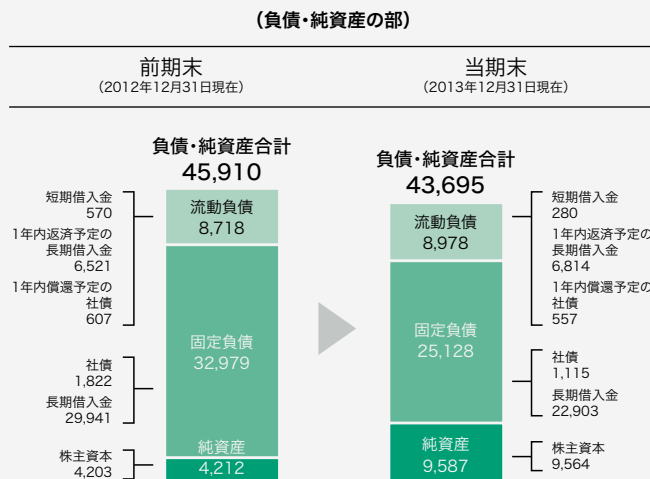 (負債・純資産の部)
前期末
(2012年12月31日現在)
負債・純資産合計
45,910
短期借入金
570
1年内返済予定の
長期借入金
6,521
1年内償還予定の
社債
607
社債
1,822
長期借入金
29,941
株主資本
4,203
流動負債
8,718
固定負債
32,979
純資産
4,212
当期末
(2013年12月31日現在)
負債・純資産合計
43,695
流動負債
8,978
固定負債
25,128
純資産
9,587
短期借入金
280
1年内返済予定の
長期借入金
6,814
1年内償還予定の
社債
557
社債
1,115
長期借入金
22,903
株主資本
9,564